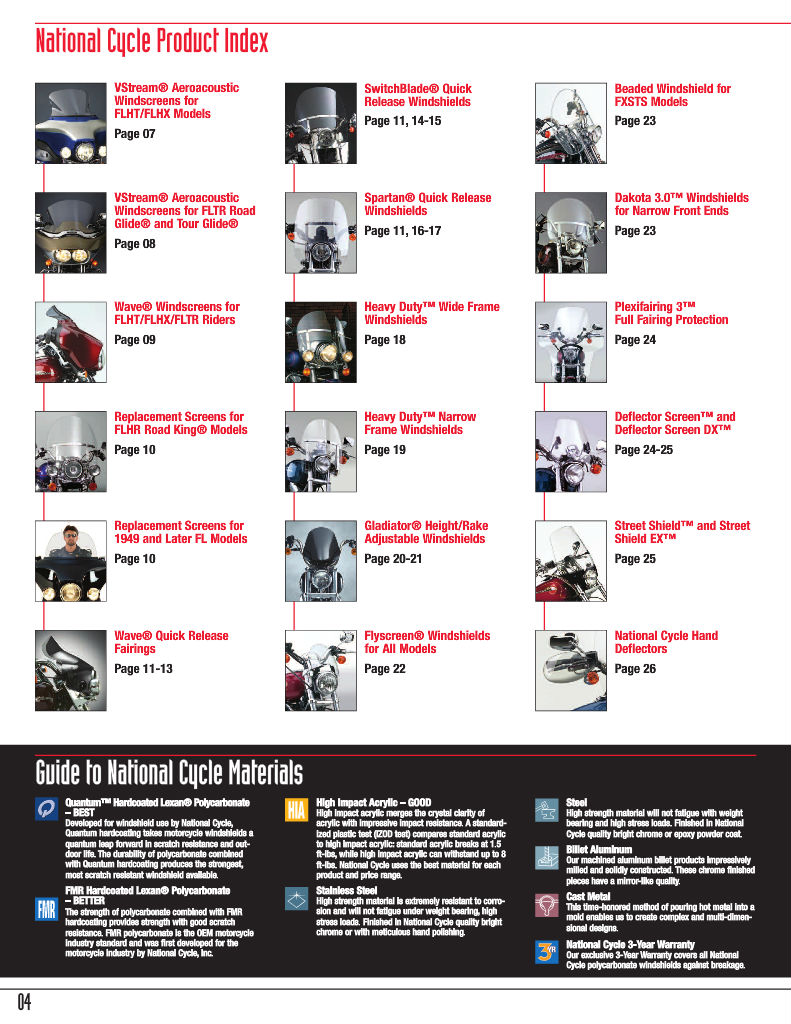 National Cycle Product Index
VStream® Aeroacoustic
Windscreens for
FLHT/FLHX Models
Page 07
VStream® Aeroacoustic
Windscreens for FLTR Road
Glide® and Tour Glide®
Page 08
Wave® Windscreens for
FLHT/FLHX/FLTR Riders
Page 09
Replacement Screens for
FLHR Road King® Models
Page 10
Replacement Screens for
1949 and Later FL Models
Page 10
Wave® Quick Release
Fairings
Page 11-13
SwitchBlade® Quick
Release Windshields
Page 11, 14-15
Spartan® Quick Release
Windshields
Page 11, 16-17
Heavy Duty™ Wide Frame
Windshields
Page 18
Heavy Duty™ Narrow
Frame Windshields
Page 19
Gladiator® Height/Rake
Adjustable Windshields
Page 20-21
Flyscreen® Windshields
for All Models
Page 22
Beaded Windshield for
FXSTS Models
Page 23
Dakota 3.0™ Windshields
for Narrow Front Ends
Page 23
Plexifairing 3™
Full Fairing Protection
Page 24
Deflector Screen™ and
Deflector Screen DX™
Page 24-25
Street Shield™ and Street
Shield EX™
Page 25
National Cycle Hand
Deflectors
Page 26
Guide to National Cycle Materials
Q
Quantum™ Hardcoated Lexan® Polycarbonate
– BEST
Developed for windshield use by National Cycle,
Quantum hardcoating takes motorcycle windshields a
quantum leap forward in scratch resistance and out-
door life. The durability of polycarbonate combined
with Quantum hardcoating produces the strongest,
most scratch resistant windshield available.
FMR
FMR Hardcoated Lexan® Polycarbonate
– BETTER
The strength of polycarbonate combined with FMR
hardcoating provides strength with good scratch
resistance. FMR polycarbonate is the OEM motorcycle
industry standard and was first developed for the
motorcycle industry by National Cycle, Inc.
HIA
High Impact Acrylic – GOOD
High impact acrylic merges the crystal clarity of
acrylic with impressive impact resistance. A standard-
ized plastic test (IZOD test) compares standard acrylic
to high impact acrylic: standard acrylic breaks at 1.5
ft-lbs, while high impact acrylic can withstand up to 8
ft-lbs. National Cycle uses the best material for each
product and price range.
Stainless Steel
High strength material is extremely resistant to corro-
sion and will not fatigue under weight bearing, high
stress loads. Finished in National Cycle quality bright
chrome or with meticulous hand polishing.
Steel
High strength material will not fatigue with weight
bearing and high stress loads. Finished in National
Cycle quality bright chrome or epoxy powder coat.
Billet Aluminum
Our machined aluminum billet products impressively
milled and solidly constructed. These chrome finished
pieces have a mirror-like quality.
Cast Metal
This time-honored method of pouring hot metal into a
mold enables us to create complex and multi-dimen-
sional designs.
3YR
National Cycle 3-Year Warranty
Our exclusive 3-Year Warranty covers all National
Cycle polycarbonate windshields against breakage.
04